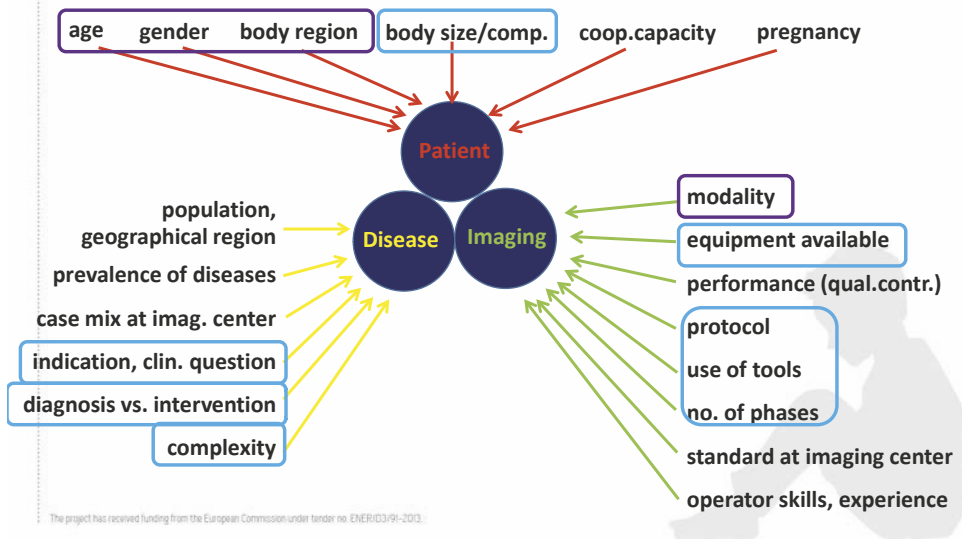 age gender body region body size/comp. coop.capacity pregnancy
Patient
Disease Imaging
population,
geographical region
prevalence of diseases
case mix at imag. center
indication, clin. question
diagnosis vs. intervention
complexity
modality
equipment available
performance (qual.contr.)
protocol
use of tools
no. of phases
standard at imaging center
operator skills, experience
The project has received funding from the European Commission under tender no. ENER/D3/91-2013.